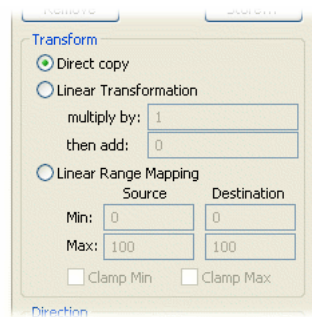 Transform
Direct copy
Linear Transformation
multiply by: 1
then add: 0
Linear Range Mapping
Source Destination
Min: 0 0
Max: 100 100
Clamp Min Clamp Max
Direction